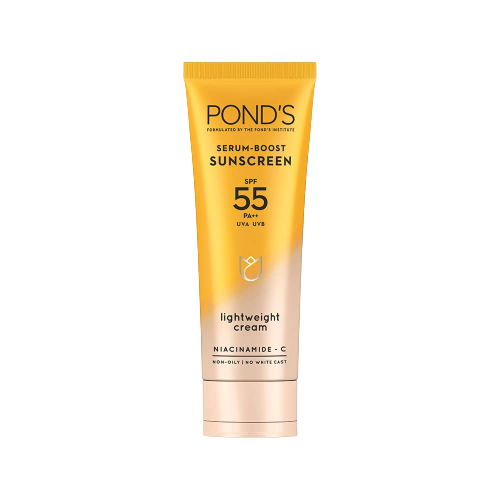 POND'S
FORMULATED BY THE POND'S INSTITUTE
SERUM-BOOST
SUNSCREEN
SPF
55
PA++
UVA UVB
lightweight
cream
NIACINAMIDE - C
NON-OILY | NO WHITE CAST